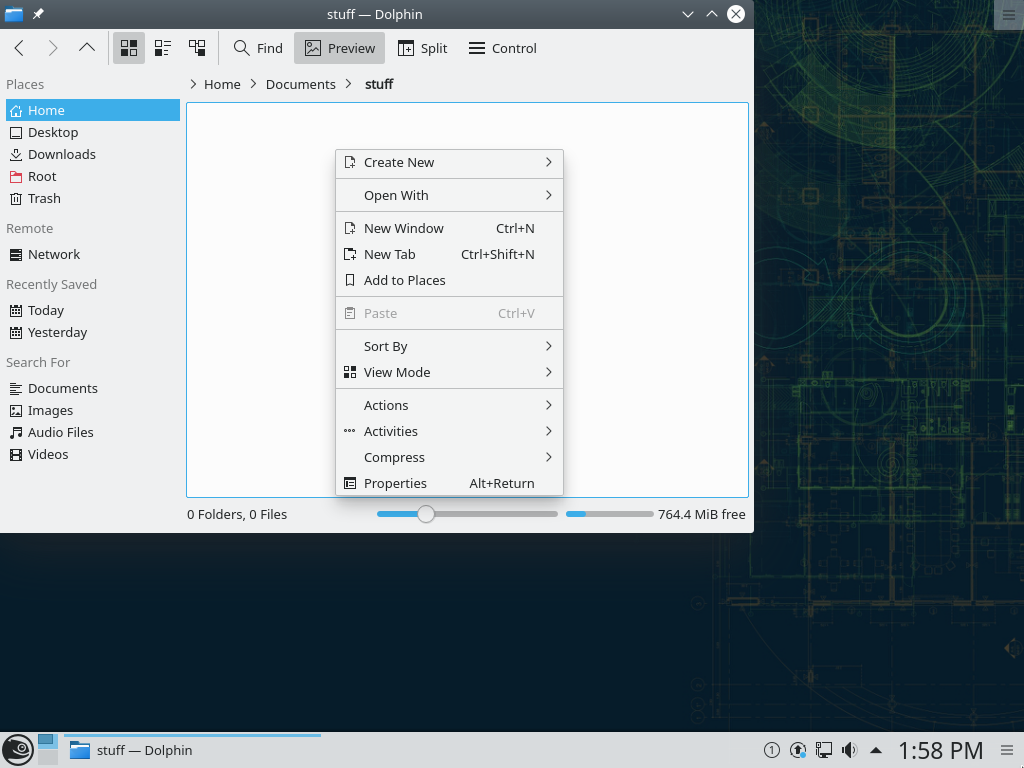 stuff — Dolphin
Find Preview Split Control
Places
Home
Desktop
Downloads
Root
Trash
Remote
Network
Recently Saved
Today
Yesterday
Search For
Documents
Images
Audio Files
Videos
Home Documents stuff
Create New
Open With
New Window Ctrl+N
New Tab Ctrl+Shift+N
Add to Places
Paste Ctrl+V
Sort By
View Mode
Actions
Activities
Compress
Properties Alt+Return
0 Folders, 0 Files 764.4 MiB free
stuff — Dolphin 1 1:58 PM